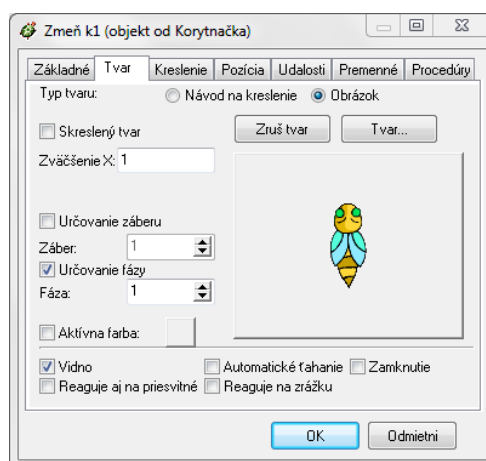 Zmeň k1 (objekt od Korytnačka)
Základné Tvar Kreslenie Pozícia Udalosti Premenné Procedúry
Typ tvaru: Návod na kreslenie Obrázok
Skreslený tvar Zruš tvar Tvar...
Zväčšenie X: 1
Určovanie záberu
Záber: 1
Určovanie fázy
Fáza: 1
Aktívna farba:
Vidno Automatické ťahanie Zamknutie
Reaguje aj na priesvitné Reaguje na zrážku
OK Odmietni